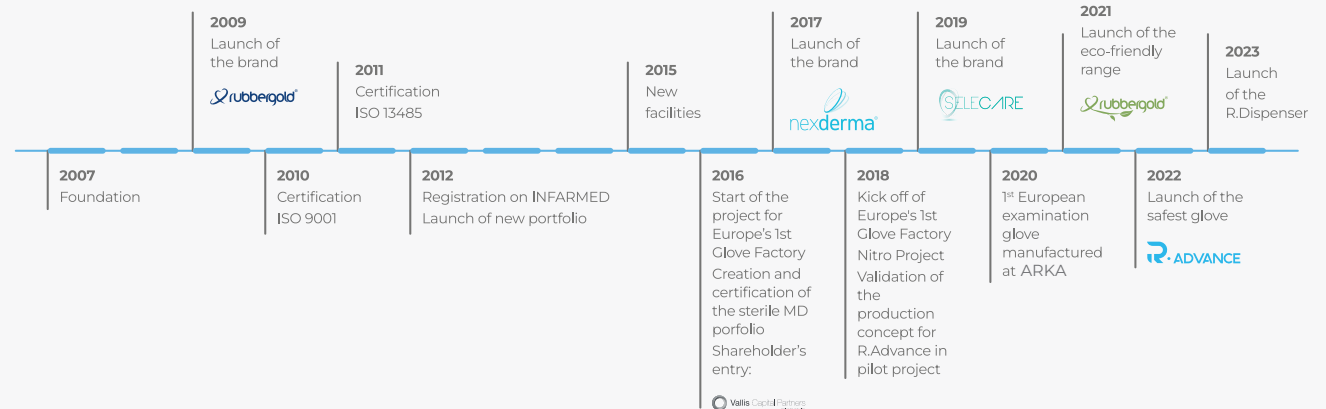 2009
Launch of
the brand
rubbergold®
2011
Certification
ISO 13485
2015
New
facilities
2017
Launch of
the brand
nexderma®
2019
Launch of
the brand
SELECARE
2021
Launch of the
eco-friendly
range
rubbergold®
2023
Launch
of the
R.Dispenser
2007
Foundation
2010
Certification
ISO 9001
2012
Registration on INFARMED
Launch of new portfolio
2016
Start of the
project for
Europe’s 1st
Glove Factory
Creation and
certification of
the sterile MD
porfolio
Shareholder’s
entry:
Vallis Capital Partners
2018
Kick off of
Europe's 1st
Glove Factory
Nitro Project
Validation of
the
production
concept for
R.Advance in
pilot project
2020
1st European
examination
glove
manufactured
at ARKA
2022
Launch of the
safest glove
R. ADVANCE